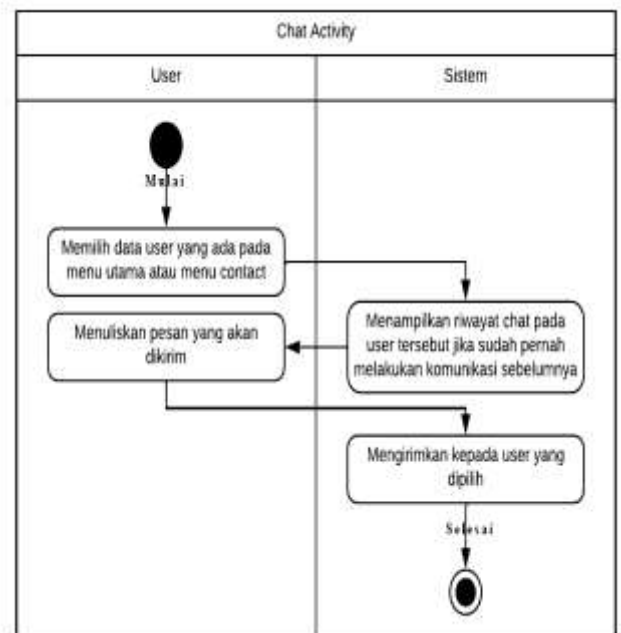 Chat Activity
User
Sistem
Mulai
Memilih data user yang ada pada
menu utama atau menu contact
Menampilkan riwayat chat pada
user tersebut jika sudah pernah
melakukan komunikasi sebelumnya
Menuliskan pesan yang akan
dikirim
Mengirimkan kepada user yang
dipilih
Selesai